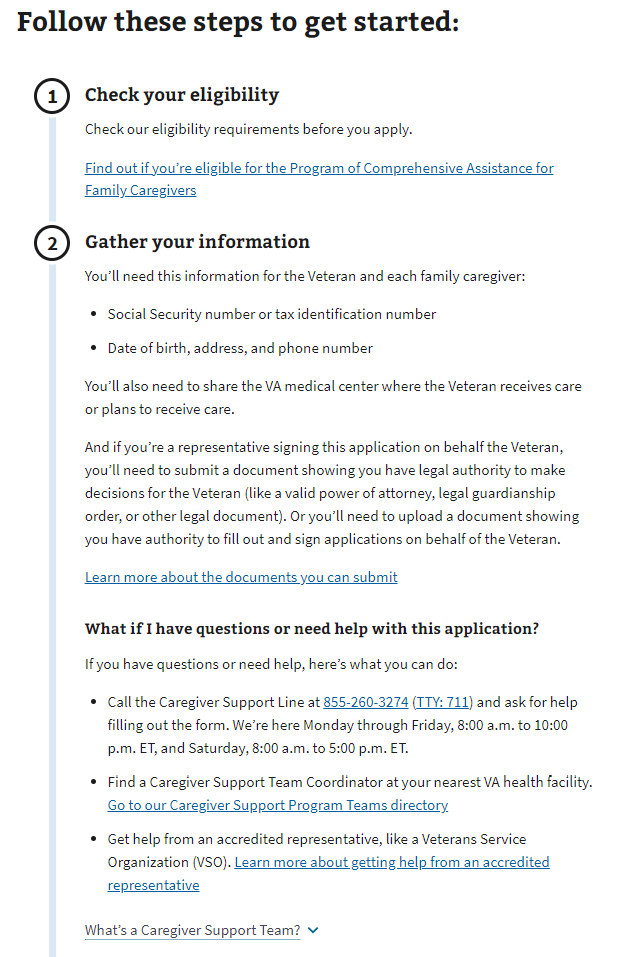 Follow these steps to get started:
1
Check your eligibility
Check our eligibility requirements before you apply.
Find out if you’re eligible for the Program of Comprehensive Assistance for
Family Caregivers
2
Gather your information
You’ll need this information for the Veteran and each family caregiver:
• Social Security number or tax identification number
• Date of birth, address, and phone number
You’ll also need to share the VA medical center where the Veteran receives care
or plans to receive care.
And if you’re a representative signing this application on behalf the Veteran,
you’ll need to submit a document showing you have legal authority to make
decisions for the Veteran (like a valid power of attorney, legal guardianship
order, or other legal document). Or you’ll need to upload a document showing
you have authority to fill out and sign applications on behalf of the Veteran.
Learn more about the documents you can submit
What if I have questions or need help with this application?
If you have questions or need help, here’s what you can do:
• Call the Caregiver Support Line at 855-260-3274 (TTY: 711) and ask for help
filling out the form. We’re here Monday through Friday, 8:00 a.m. to 10:00
p.m. ET, and Saturday, 8:00 a.m. to 5:00 p.m. ET.
• Find a Caregiver Support Team Coordinator at your nearest VA health facility.
Go to our Caregiver Support Program Teams directory
• Get help from an accredited representative, like a Veterans Service
Organization (VSO). Learn more about getting help from an accredited
representative
What’s a Caregiver Support Team?